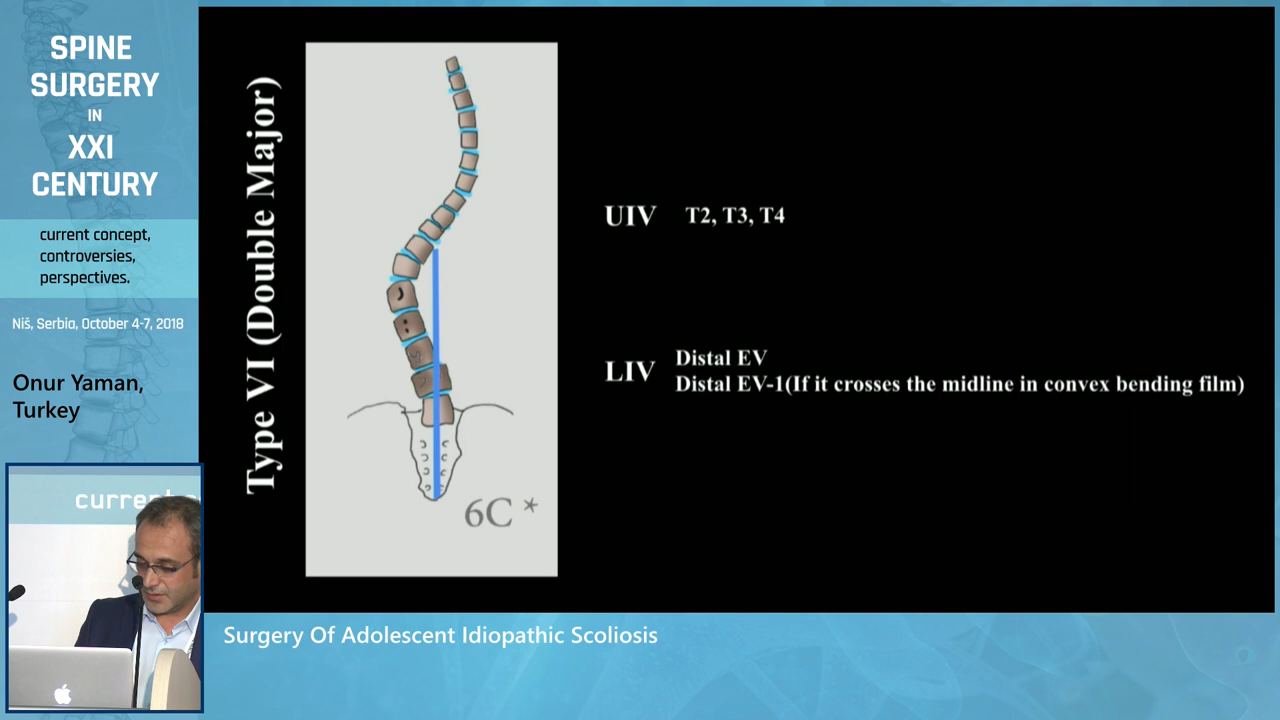 SPINE
SURGERY
IN
XXI
CENTURY
current concept,
controversies,
perspectives.
Niš, Serbia, October 4-7, 2018
Onur Yaman,
Turkey
Type VI (Double Major)
6C *
UIV T2, T3, T4
LIV Distal EV
Distal EV-1(If it crosses the midline in convex bending film)
Surgery Of Adolescent Idiopathic Scoliosis